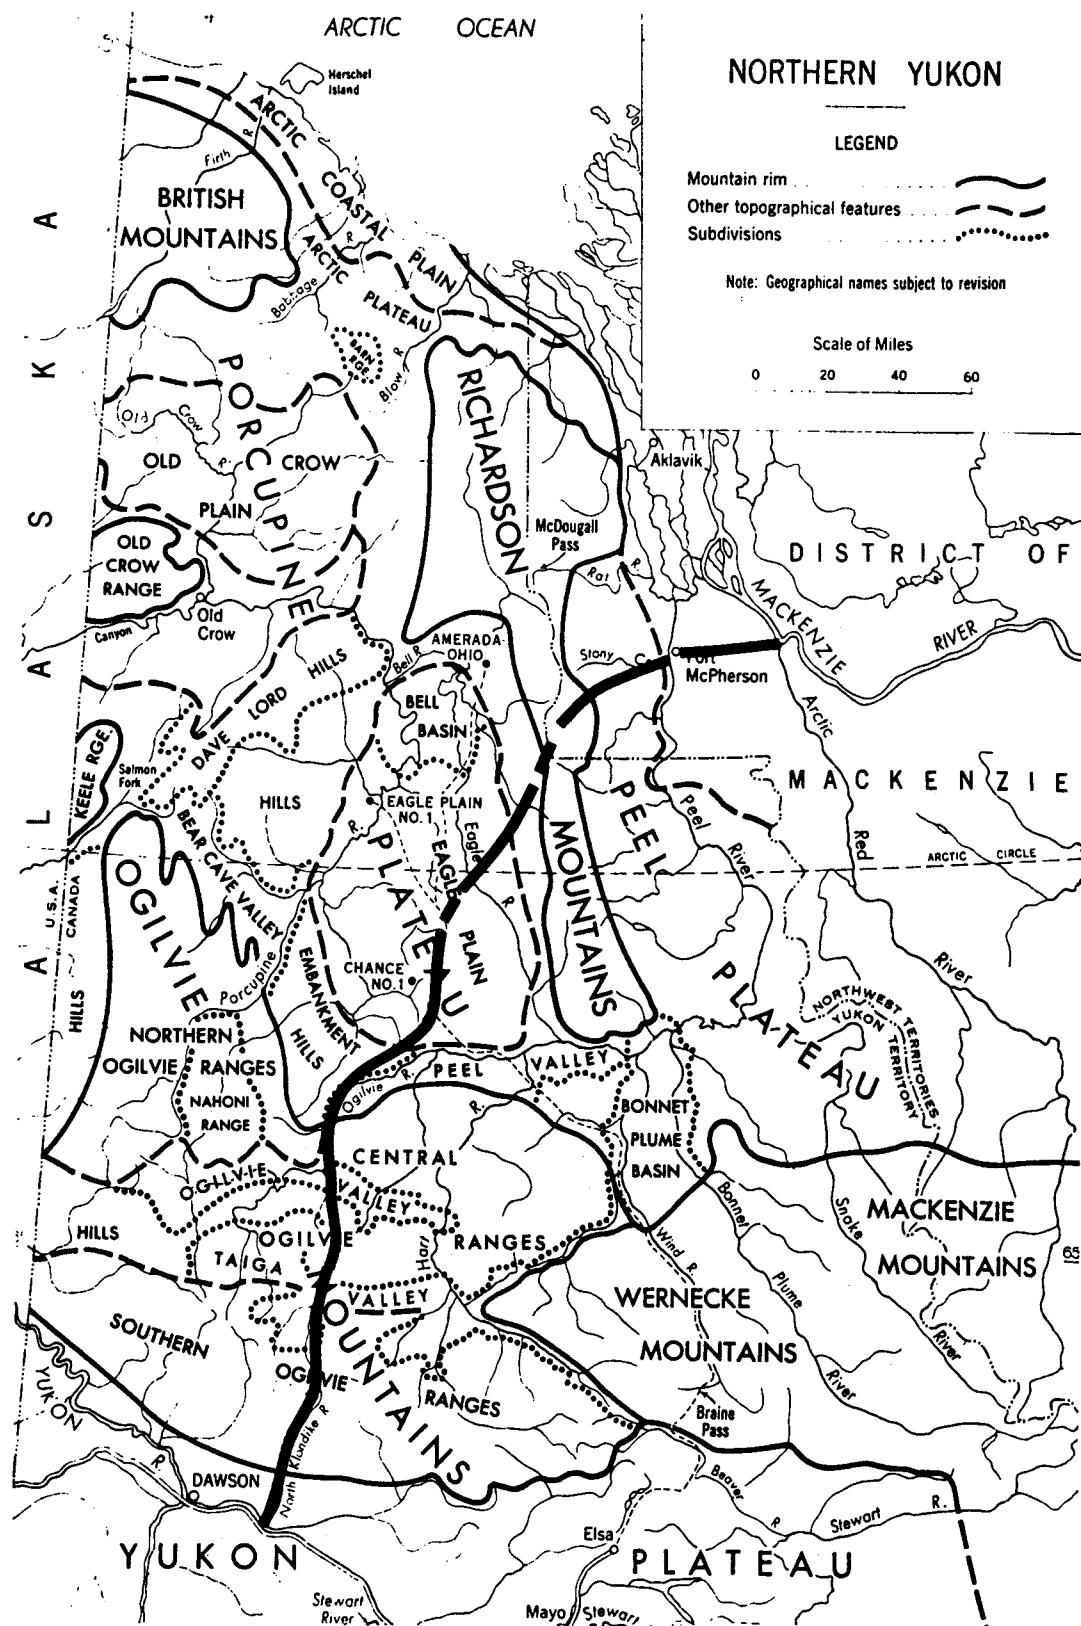 ARCTIC OCEAN
NORTHERN YUKON
LEGEND
Mountain rim
Other topographical features
Subdivisions
Note: Geographical names subject to revision
Scale of Miles
0 20 40 60
Herschel
Island
ARCTIC COASTAL PLAIN
Firth R
BRITISH
MOUNTAINS
ARCTIC PLATEAU
Babbage R.
BARN
RGE.
Blow R
ALASKA
PORCUPINE PLATEAU
RICHARDSON MOUNTAINS
Old Crow R.
OLD CROW
PLAIN
OLD
CROW
RANGE
Old
Crow
Canyon
Aklavik
McDougall
Pass
Rat R.
DISTRICT OF
MACKENZIE
MACKENZIE RIVER
Stony C
Fort
McPherson
Arctic Red River
AMERADA
OHIO
Bell R
BELL
BASIN
DAVE LORD HILLS
HILLS
KEELE RGE.
Salmon
Fork
BEAR CAVE VALLEY
EAGLE PLAIN
NO. 1
R.
Eagle R
EAGLE PLAIN
PEEL PLATEAU
Peel River
ARCTIC CIRCLE
U.S.A.
CANADA
HILLS
OGILVIE MOUNTAINS
Porcupine
EMBANKMENT
HILLS
CHANCE
NO. 1
NORTHWEST TERRITORIES
YUKON TERRITORY
NORTHERN
OGILVIE RANGES
NAHONI
RANGE
Ogilvie R.
PEEL VALLEY
R.
BONNET
PLUME
BASIN
CENTRAL
OGILVIE VALLEY
HILLS
OGILVIE RANGES
TAIGA VALLEY
Hart
Wind R.
Bonnet Plume River
Snake River
MACKENZIE
MOUNTAINS
65
WERNECKE
MOUNTAINS
SOUTHERN
OGILVIE RANGES
Braine
Pass
YUKON R.
DAWSON
North Klondike R
Beaver R
Stewart R.
Elsa
YUKON PLATEAU
Stewart
River
Mayo
Stewart